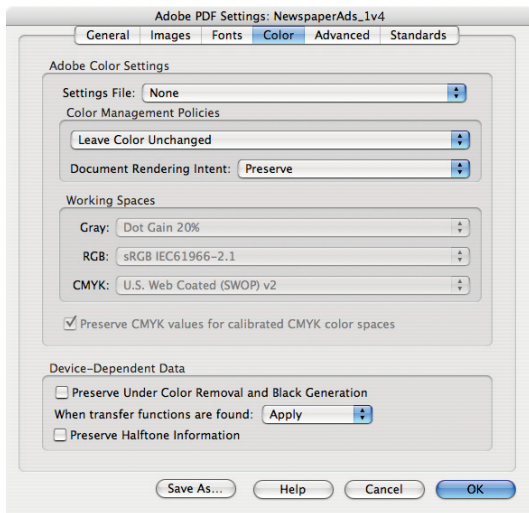 Adobe PDF Settings: NewspaperAds_1v4
General Images Fonts Color Advanced Standards
Adobe Color Settings
Settings File: None
Color Management Policies
Leave Color Unchanged
Document Rendering Intent: Preserve
Working Spaces
Gray: Dot Gain 20%
RGB: sRGB IEC61966-2.1
CMYK: U.S. Web Coated (SWOP) v2
Preserve CMYK values for calibrated CMYK color spaces
Device-Dependent Data
Preserve Under Color Removal and Black Generation
When transfer functions are found: Apply
Preserve Halftone Information
Save As... Help Cancel OK